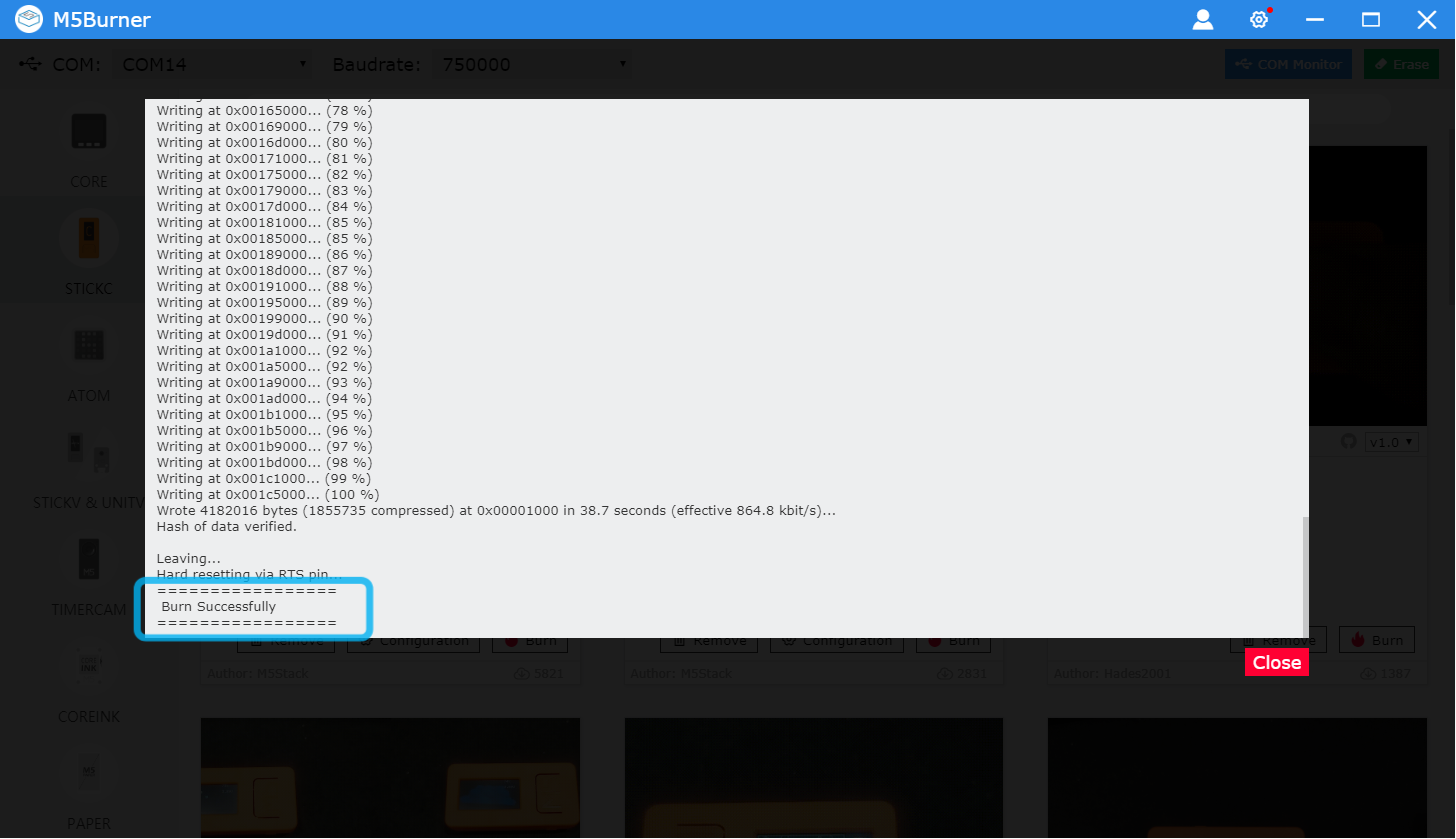 M5Burner
COM: COM14 Baudrate: 750000 COM Monitor Erase
CORE
STICKC
ATOM
STICKV & UNITV
TIMERCAM
COREINK
PAPER
Writing at 0x00165000... (78 %)
Writing at 0x00169000... (79 %)
Writing at 0x0016d000... (80 %)
Writing at 0x00171000... (81 %)
Writing at 0x00175000... (82 %)
Writing at 0x00179000... (83 %)
Writing at 0x0017d000... (84 %)
Writing at 0x00181000... (85 %)
Writing at 0x00185000... (85 %)
Writing at 0x00189000... (86 %)
Writing at 0x0018d000... (87 %)
Writing at 0x00191000... (88 %)
Writing at 0x00195000... (89 %)
Writing at 0x00199000... (90 %)
Writing at 0x0019d000... (91 %)
Writing at 0x001a1000... (92 %)
Writing at 0x001a5000... (92 %)
Writing at 0x001a9000... (93 %)
Writing at 0x001ad000... (94 %)
Writing at 0x001b1000... (95 %)
Writing at 0x001b5000... (96 %)
Writing at 0x001b9000... (97 %)
Writing at 0x001bd000... (98 %)
Writing at 0x001c1000... (99 %)
Writing at 0x001c5000... (100 %)
Wrote 4182016 bytes (1855735 compressed) at 0x00001000 in 38.7 seconds (effective 864.8 kbit/s)...
Hash of data verified.
Leaving...
Hard resetting via RTS pin...
=================
Burn Successfully
=================
v1.0
Remove Configuration Burn Remove Configuration Burn Remove Burn
Close
Author: M5Stack 5821 Author: M5Stack 2631 Author: Hades2001 1387